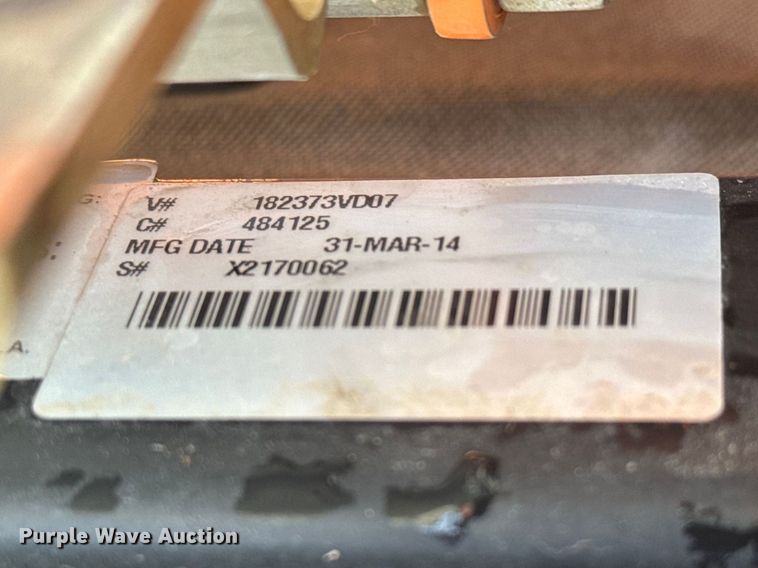 G:
V# 182373VD07
C# 484125
MFG DATE 31-MAR-14
S# X2170062
.A.
Purple Wave Auction